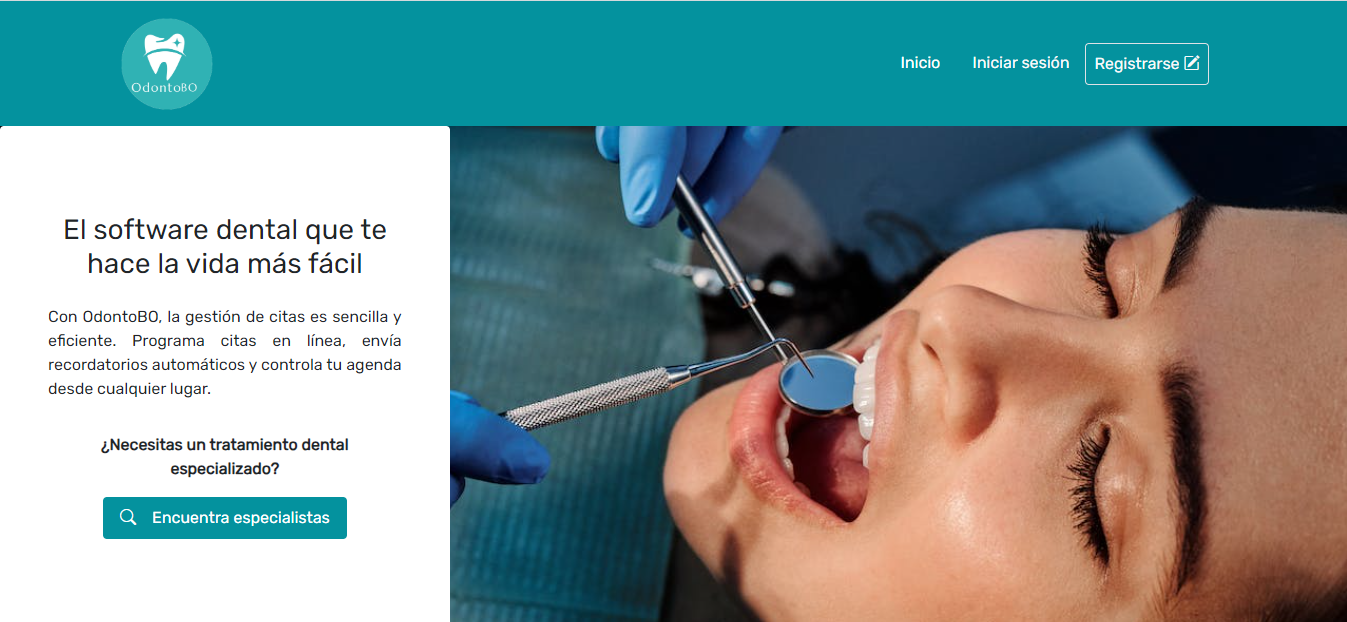 OdontoBO
Inicio
Iniciar sesión
Registrarse
El software dental que te
hace la vida más fácil
Con OdontoBO, la gestión de citas es sencilla y
eficiente. Programa citas en línea, envía
recordatorios automáticos y controla tu agenda
desde cualquier lugar.
¿Necesitas un tratamiento dental
especializado?
Encuentra especialistas